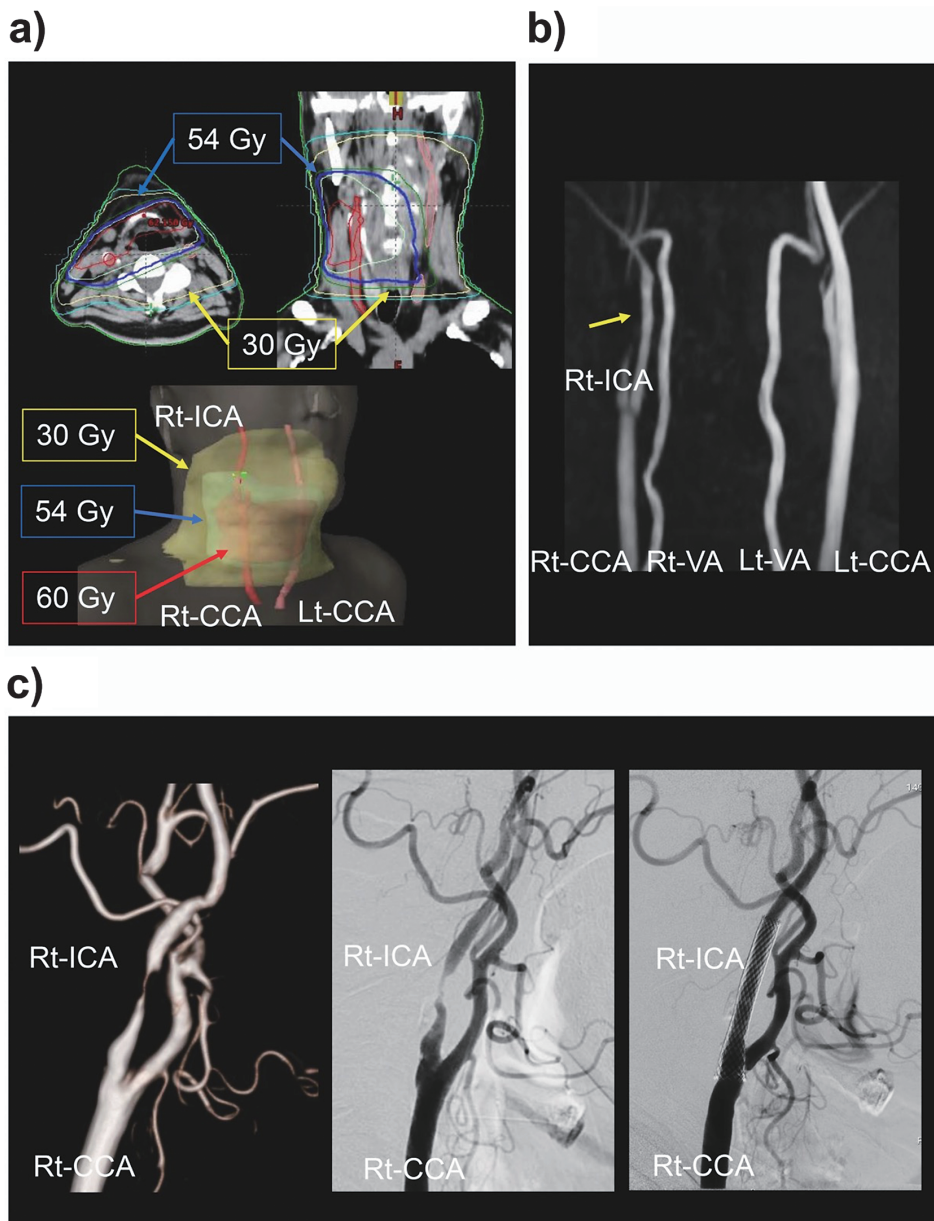 a)
54 Gy
H
30 Gy
F
30 Gy
Rt-ICA
54 Gy
60 Gy
Rt-CCA
Lt-CCA
b)
Rt-ICA
Rt-CCA
Rt-VA
Lt-VA
Lt-CCA
c)
Rt-ICA
Rt-CCA
Rt-ICA
Rt-CCA
Rt-ICA
Rt-CCA